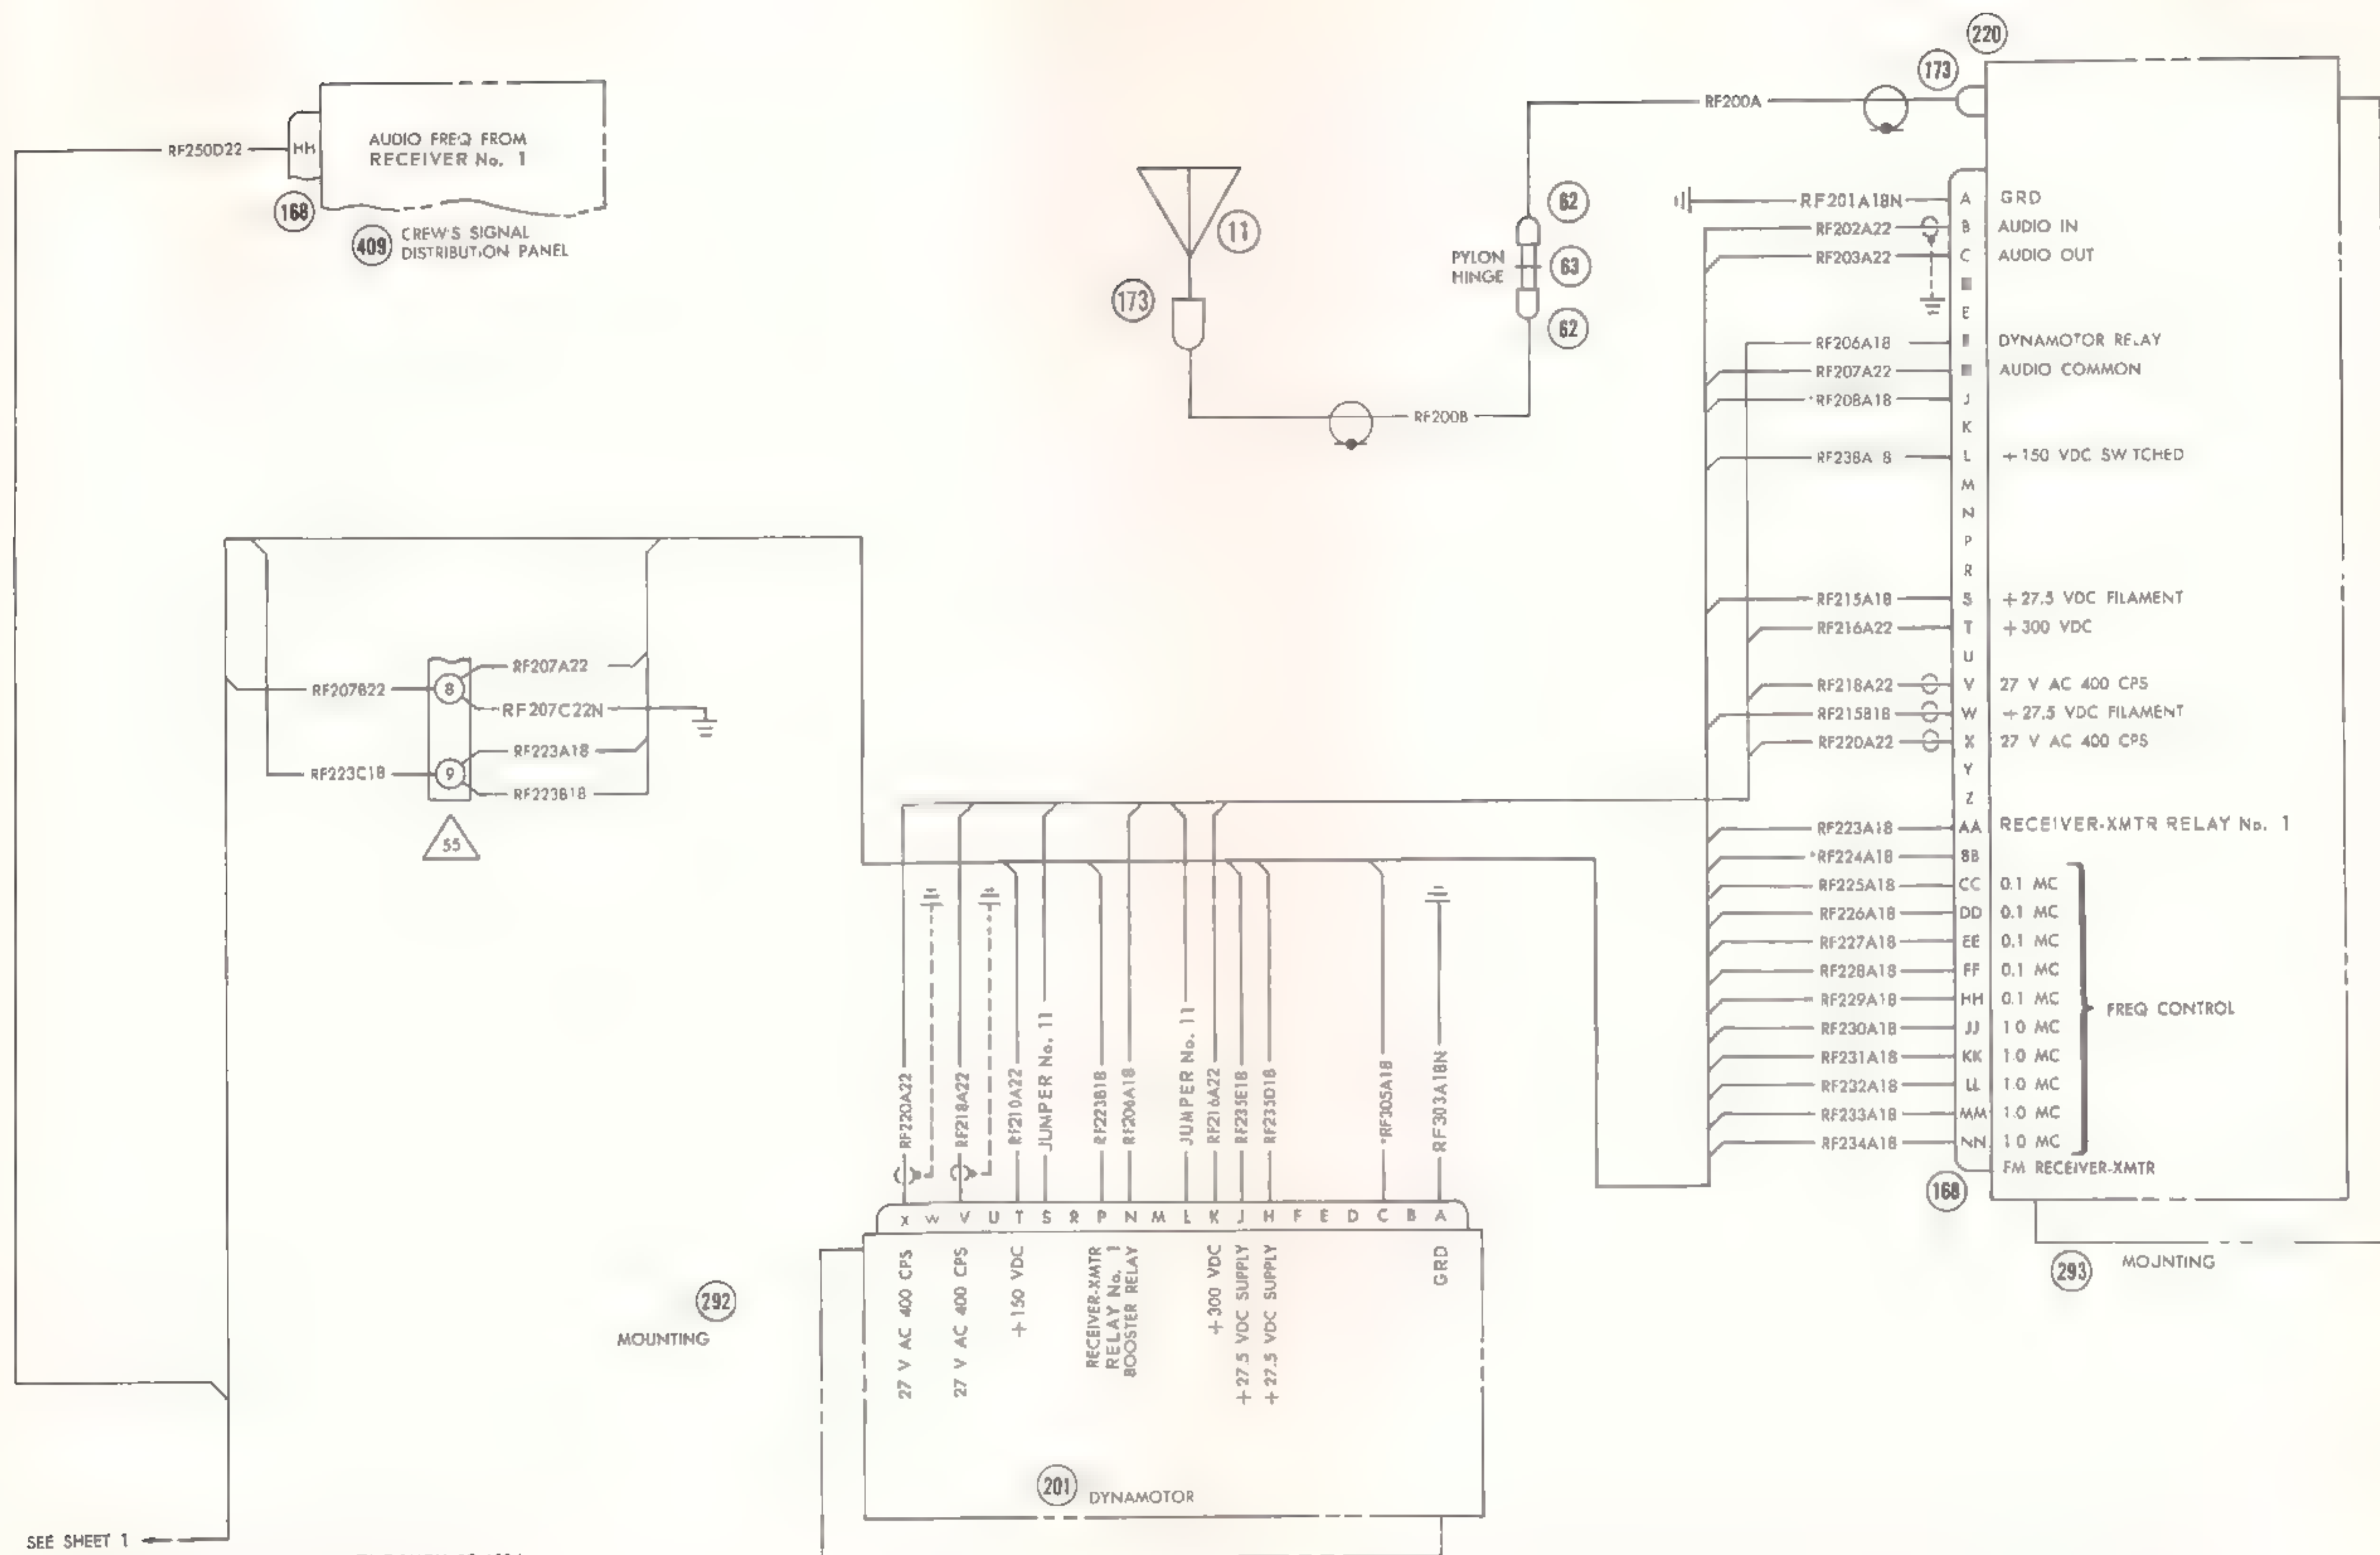 220
173
RF200A
RF250D22
HH
AUDIO FREQ FROM
RECEIVER No. 1
168
409
CREW'S SIGNAL
DISTRIBUTION PANEL
11
173
PYLON
HINGE
62
63
62
RF200B
RF201A18N A GRD
RF202A22 B AUDIO IN
RF203A22 C AUDIO OUT
E
RF206A18 DYNAMOTOR RELAY
RF207A22 AUDIO COMMON
*RF208A18 J
K
RF238A 8 L +150 VDC SW TCHED
M
N
P
R
RF215A18 S +27.5 VDC FILAMENT
RF216A22 T +300 VDC
U
RF218A22 V 27 V AC 400 CPS
RF215B18 W +27.5 VDC FILAMENT
RF220A22 X 27 V AC 400 CPS
Y
Z
RF223A18 AA RECEIVER-XMTR RELAY No. 1
*RF224A18 BB
RF225A18 CC 0.1 MC
RF226A18 DD 0.1 MC
RF227A18 EE 0.1 MC
RF228A18 FF 0.1 MC
RF229A18 HH 0.1 MC
RF230A18 JJ 1.0 MC
RF231A18 KK 1.0 MC
RF232A18 LL 1.0 MC
RF233A18 MM 1.0 MC
RF234A18 NN 1.0 MC
FREQ CONTROL
FM RECEIVER-XMTR
168
293
MOUNTING
RF207B22
8
RF207A22
RF207C22N
RF223C18
9
RF223A18
RF223B18
55
RF220A22
RF218A22
RF210A22
JUMPER No. 11
RF223B18
RF206A18
JUMPER No. 11
RF216A22
RF235E18
RF235D18
*RF305A18
RF303A18N
X W V U T S R P N M L K J H F E D C B A
27 V AC 400 CPS
27 V AC 400 CPS
+150 VDC
RECEIVER-XMTR
RELAY No. 1
BOOSTER RELAY
+300 VDC
+27.5 VDC SUPPLY
+27.5 VDC SUPPLY
GRD
292
MOUNTING
201
DYNAMOTOR
SEE SHEET 1